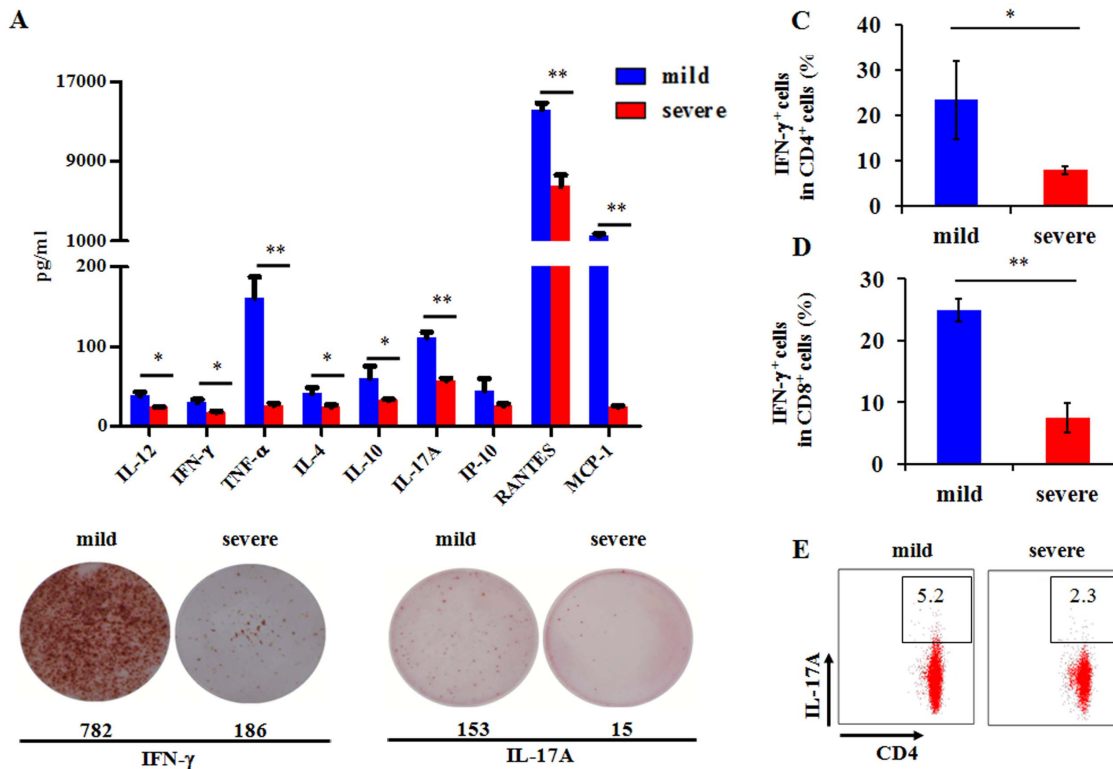 A
17000
9000
1000
200
100
0
pg/ml
mild
severe
**
**
**
*
*
*
*
**
IL-12
IFN-γ
TNF-α
IL-4
IL-10
IL-17A
IP-10
RANTES
MCP-1
mild severe
782 186
IFN-γ
mild severe
153 15
IL-17A
C
IFN-γ+ cells
in CD4+ cells (%
40
30
20
10
0
*
mild severe
D
IFN-γ+ cells
in CD8+ cells (%)
30
20
10
0
**
mild severe
E
mild severe
5.2 2.3
IL-17A
CD4